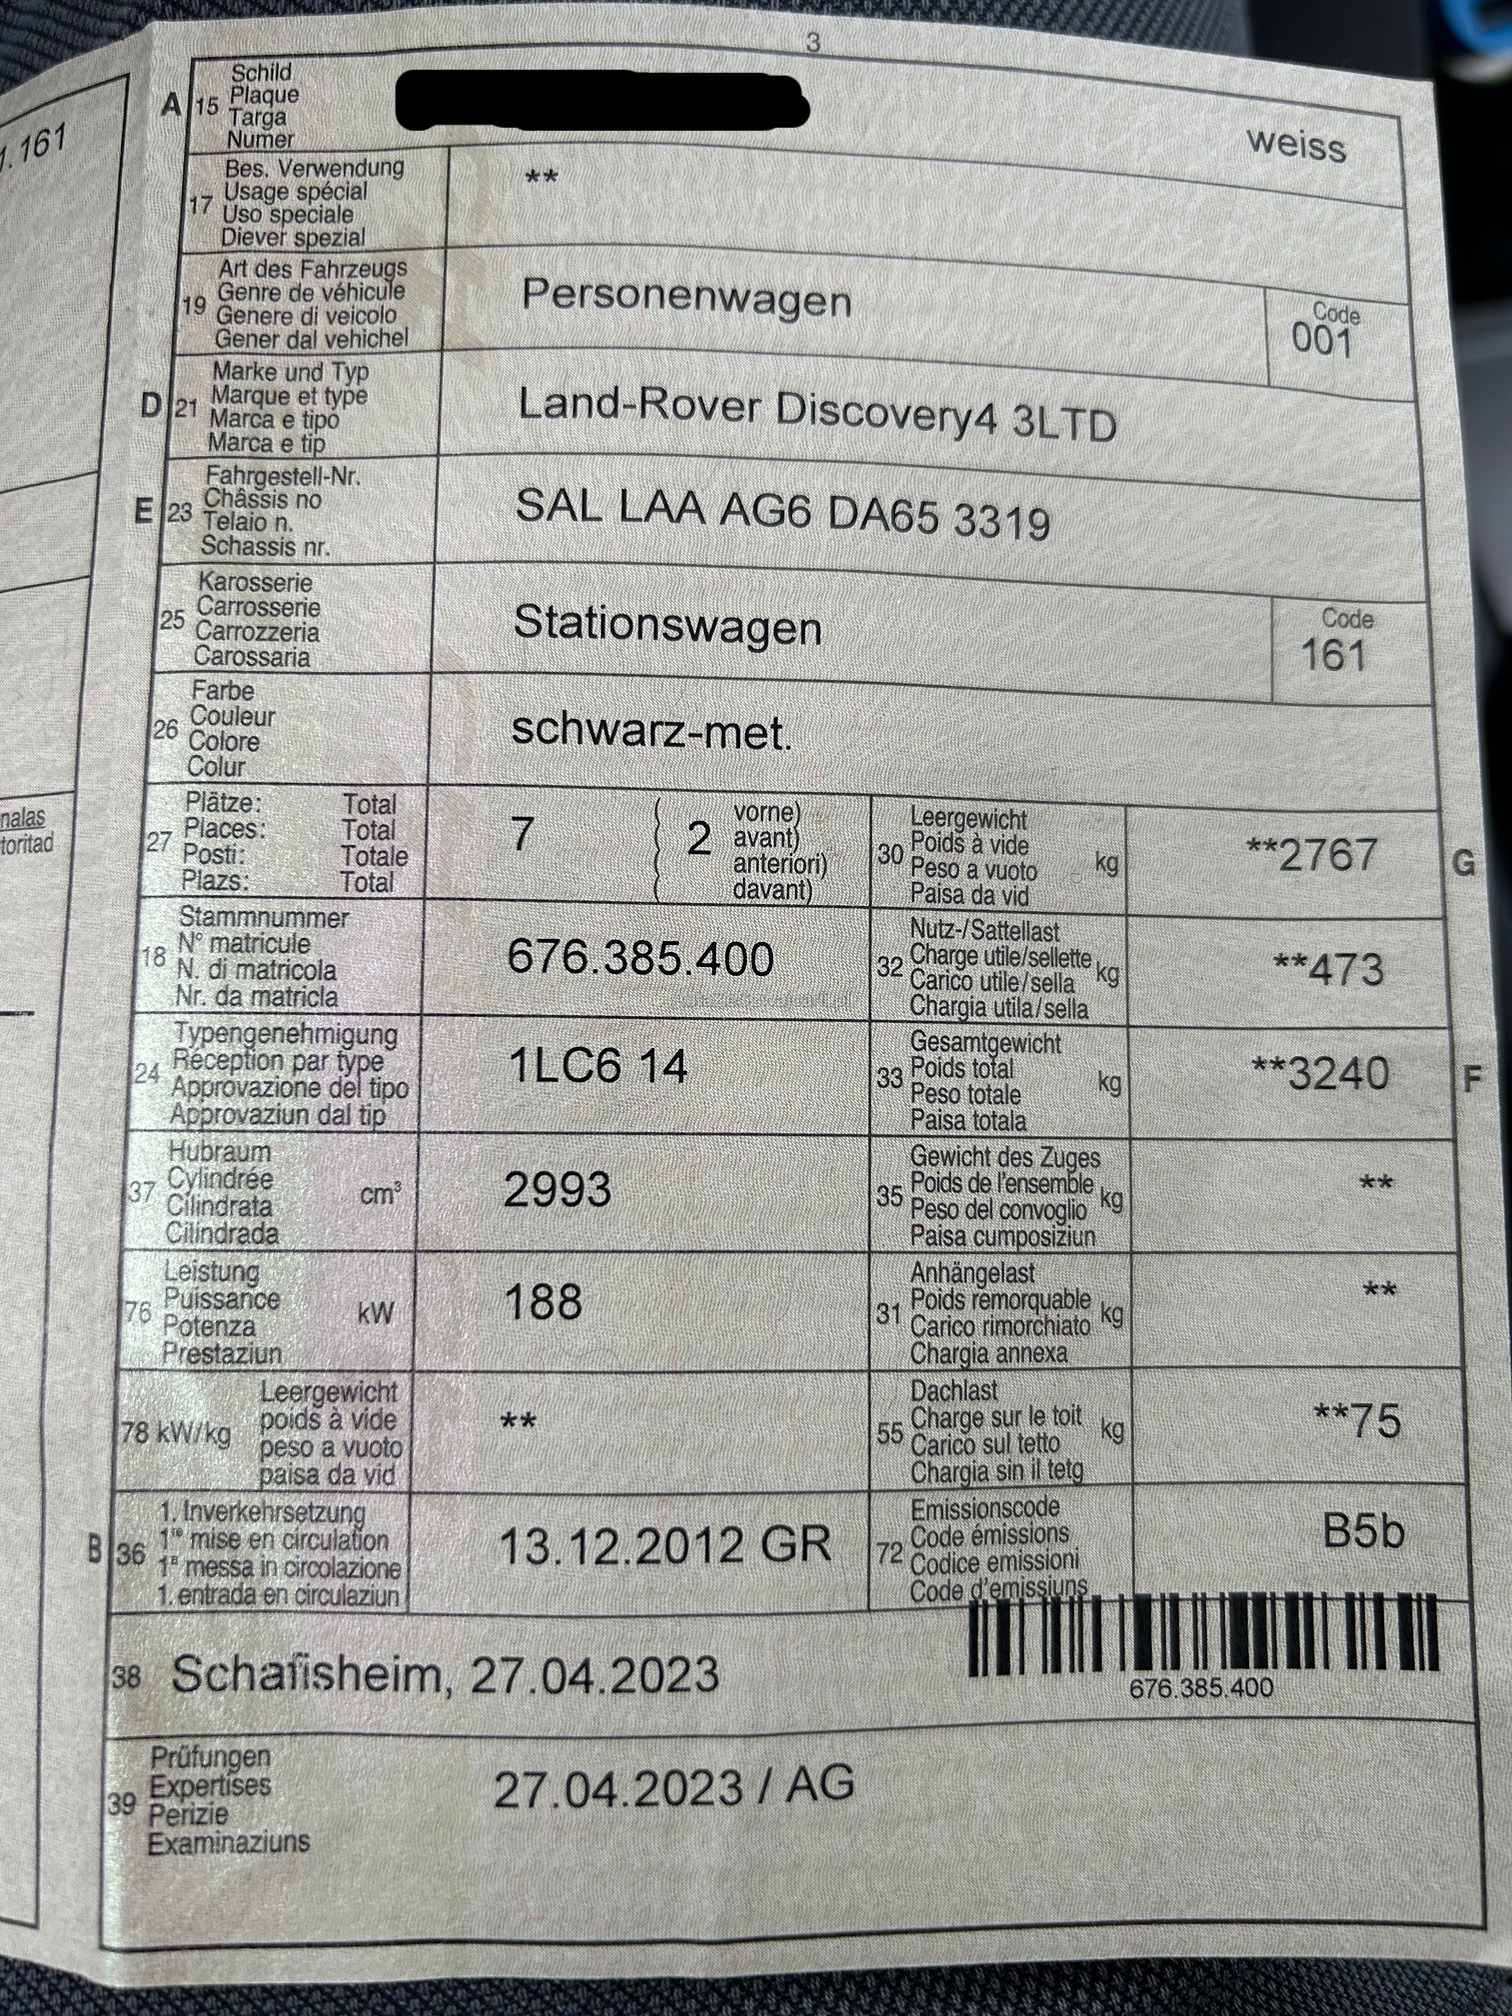 3
1.161
nalas
toritad
A 15 Schild
Plaque
Targa
Numer
weiss
17 Bes. Verwendung
Usage spécial
Uso speciale
Diever spezial
**
19 Art des Fahrzeugs
Genre de véhicule
Genere di veicolo
Gener dal vehichel
Personenwagen
Code
001
D 21 Marke und Typ
Marque et type
Marca e tipo
Marca e tip
Land-Rover Discovery4 3LTD
E 23 Fahrgestell-Nr.
Châssis no
Telaio n.
Schassis nr.
SAL LAA AG6 DA65 3319
25 Karosserie
Carrosserie
Carrozzeria
Carossaria
Stationswagen
Code
161
26 Farbe
Couleur
Colore
Colur
schwarz-met.
27 Plätze: Total
Places: Total
Posti: Totale
Plazs: Total
7
( 2 vorne)
avant)
anteriori)
( davant)
30 Leergewicht
Poids à vide
Peso a vuoto
Paisa da vid
kg
**2767
G
18 Stammnummer
N° matricule
N. di matricola
Nr. da matricla
676.385.400
32 Nutz-/Sattellast
Charge utile/sellette
Carico utile/sella
Chargia utila/sella
kg
**473
24 Typengenehmigung
Réception par type
Approvazione del tipo
Approvaziun dal tip
1LC6 14
33 Gesamtgewicht
Poids total
Peso totale
Paisa totala
kg
**3240
F
37 Hubraum
Cylindrée
Cilindrata
Cilindrada
cm³
2993
35 Gewicht des Zuges
Poids de l'ensemble
Peso del convoglio
Paisa cumposiziun
kg
**
76 Leistung
Puissance
Potenza
Prestaziun
kW
188
31 Anhängelast
Poids remorquable
Carico rimorchiato
Chargia annexa
kg
**
78 kW/kg Leergewicht
poids à vide
peso a vuoto
paisa da vid
**
55 Dachlast
Charge sur le toit
Carico sul tetto
Chargia sin il tetg
kg
**75
B 36 1. Inverkehrsetzung
1re mise en circulation
1a messa in circolazione
1. entrada en circulaziun
13.12.2012 GR
72 Emissionscode
Code émissions
Codice emissioni
Code d'emissiuns
B5b
38 Schafisheim, 27.04.2023
676.385.400
39 Prüfungen
Expertises
Perizie
Examinaziuns
27.04.2023 / AG